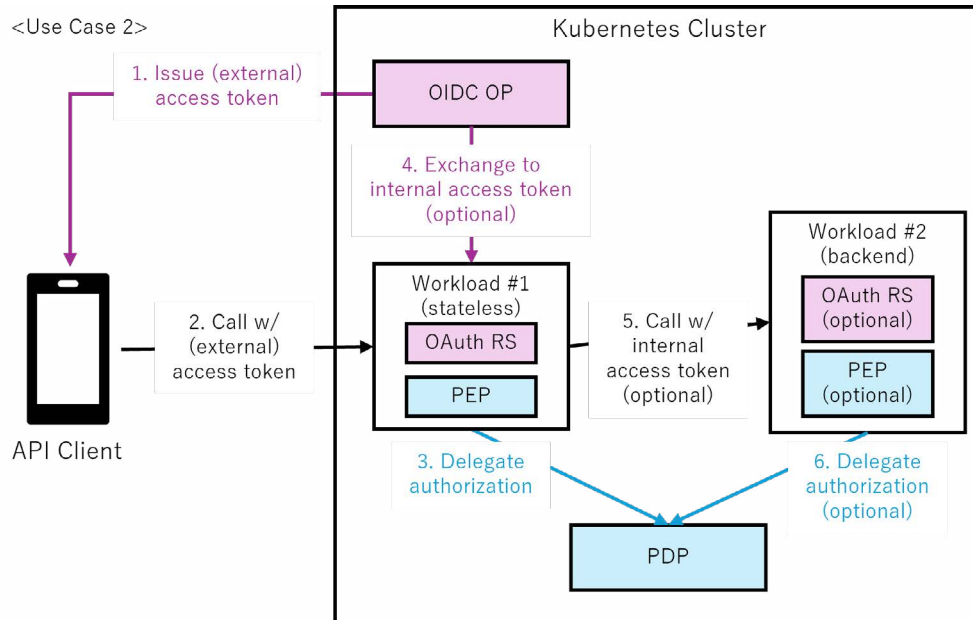 <Use Case 2>
Kubernetes Cluster
1. Issue (external)
access token
OIDC OP
4. Exchange to
internal access token
(optional)
Workload #1
(stateless)
OAuth RS
PEP
2. Call w/
(external)
access token
API Client
5. Call w/
internal
access token
(optional)
Workload #2
(backend)
OAuth RS
(optional)
PEP
(optional)
3. Delegate
authorization
6. Delegate
authorization
(optional)
PDP